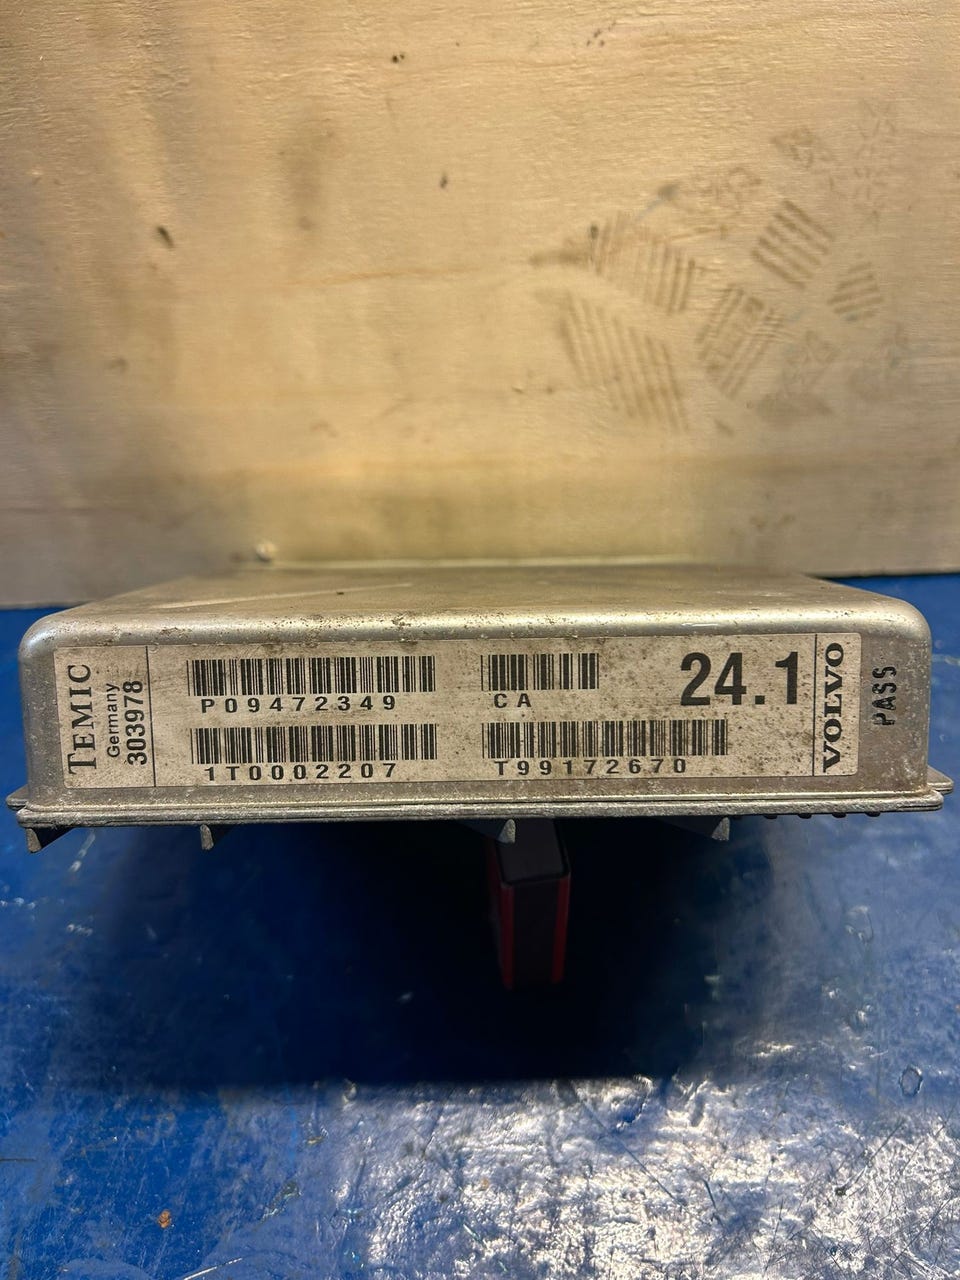 TEMIC
Germany
303978
P09472349
CA
24.1
1T0002207
T99172670
VOLVO
PASS